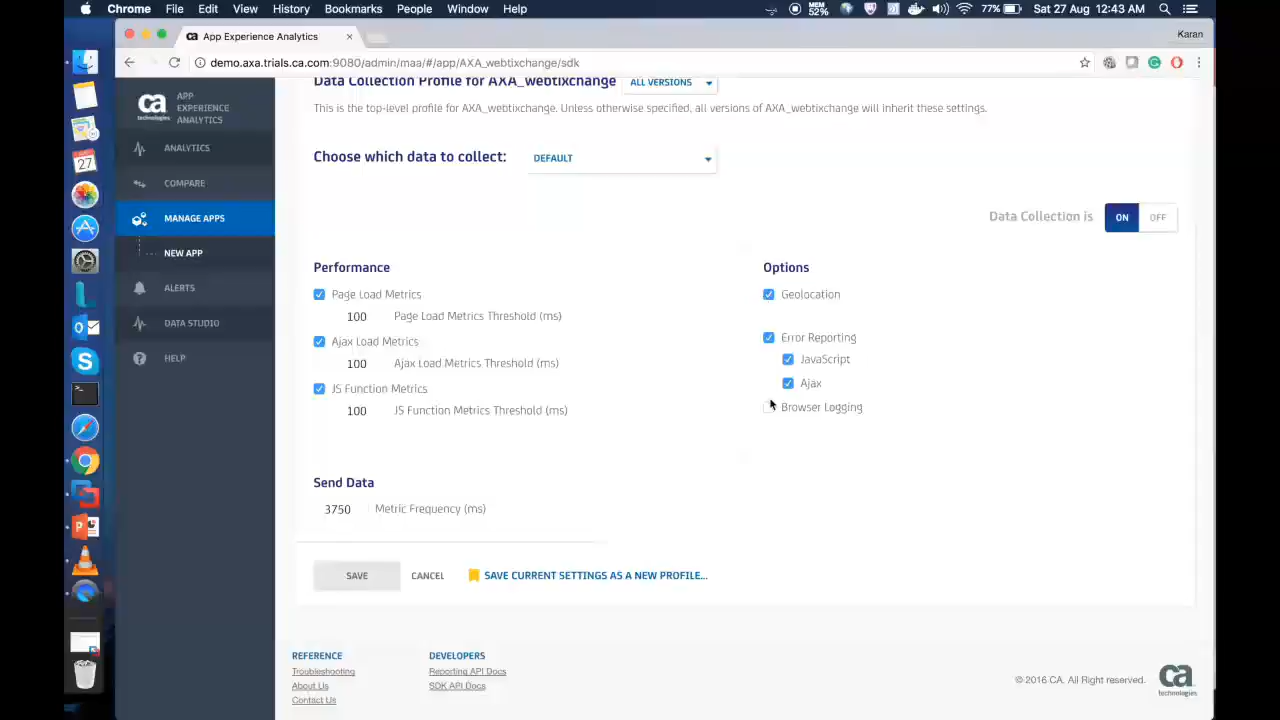 Chrome File Edit View History Bookmarks People Window Help MEM 52% 77% Sat 27 Aug 12:43 AM
App Experience Analytics × Karan
demo.axa.trials.ca.com:9080/admin/maa/#/app/AXA_webtixchange/sdk
ca technologies
APP EXPERIENCE ANALYTICS
ANALYTICS
COMPARE
MANAGE APPS
NEW APP
ALERTS
DATA STUDIO
HELP
Data Collection Profile for AXA_webtixchange ALL VERSIONS
This is the top-level profile for AXA_webtixchange. Unless otherwise specified, all versions of AXA_webtixchange will inherit these settings.
Choose which data to collect: DEFAULT
Data Collection is ON OFF
Performance
Page Load Metrics
100 Page Load Metrics Threshold (ms)
Ajax Load Metrics
100 Ajax Load Metrics Threshold (ms)
JS Function Metrics
100 JS Function Metrics Threshold (ms)
Options
Geolocation
Error Reporting
JavaScript
Ajax
Browser Logging
Send Data
3750 Metric Frequency (ms)
SAVE CANCEL SAVE CURRENT SETTINGS AS A NEW PROFILE...
REFERENCE
Troubleshooting
About Us
Contact Us
DEVELOPERS
Reporting API Docs
SDK API Docs
© 2016 CA. All Right reserved.
ca technologies